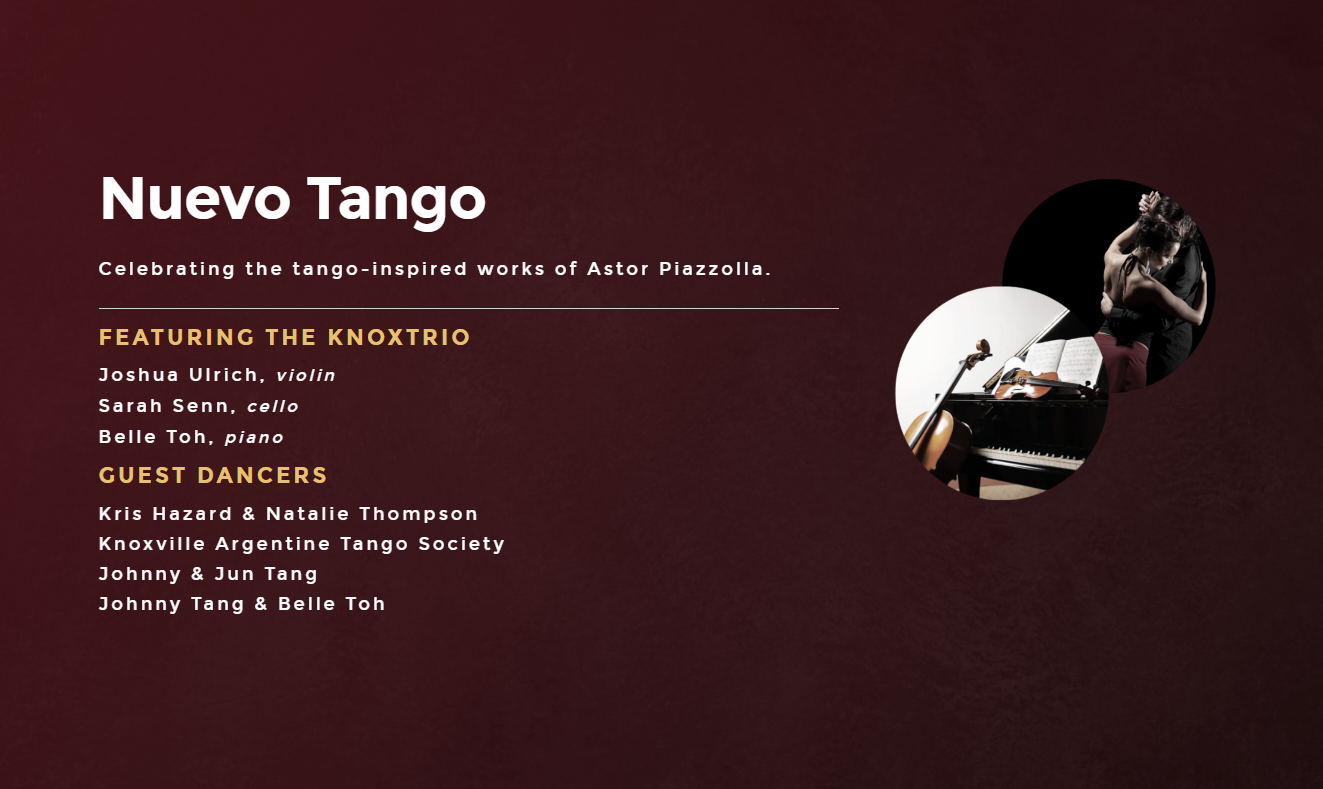 Nuevo Tango
Celebrating the tango-inspired works of Astor Piazzolla.
FEATURING THE KNOXTRIO
Joshua Ulrich, violin
Sarah Senn, cello
Belle Toh, piano
GUEST DANCERS
Kris Hazard & Natalie Thompson
Knoxville Argentine Tango Society
Johnny & Jun Tang
Johnny Tang & Belle Toh